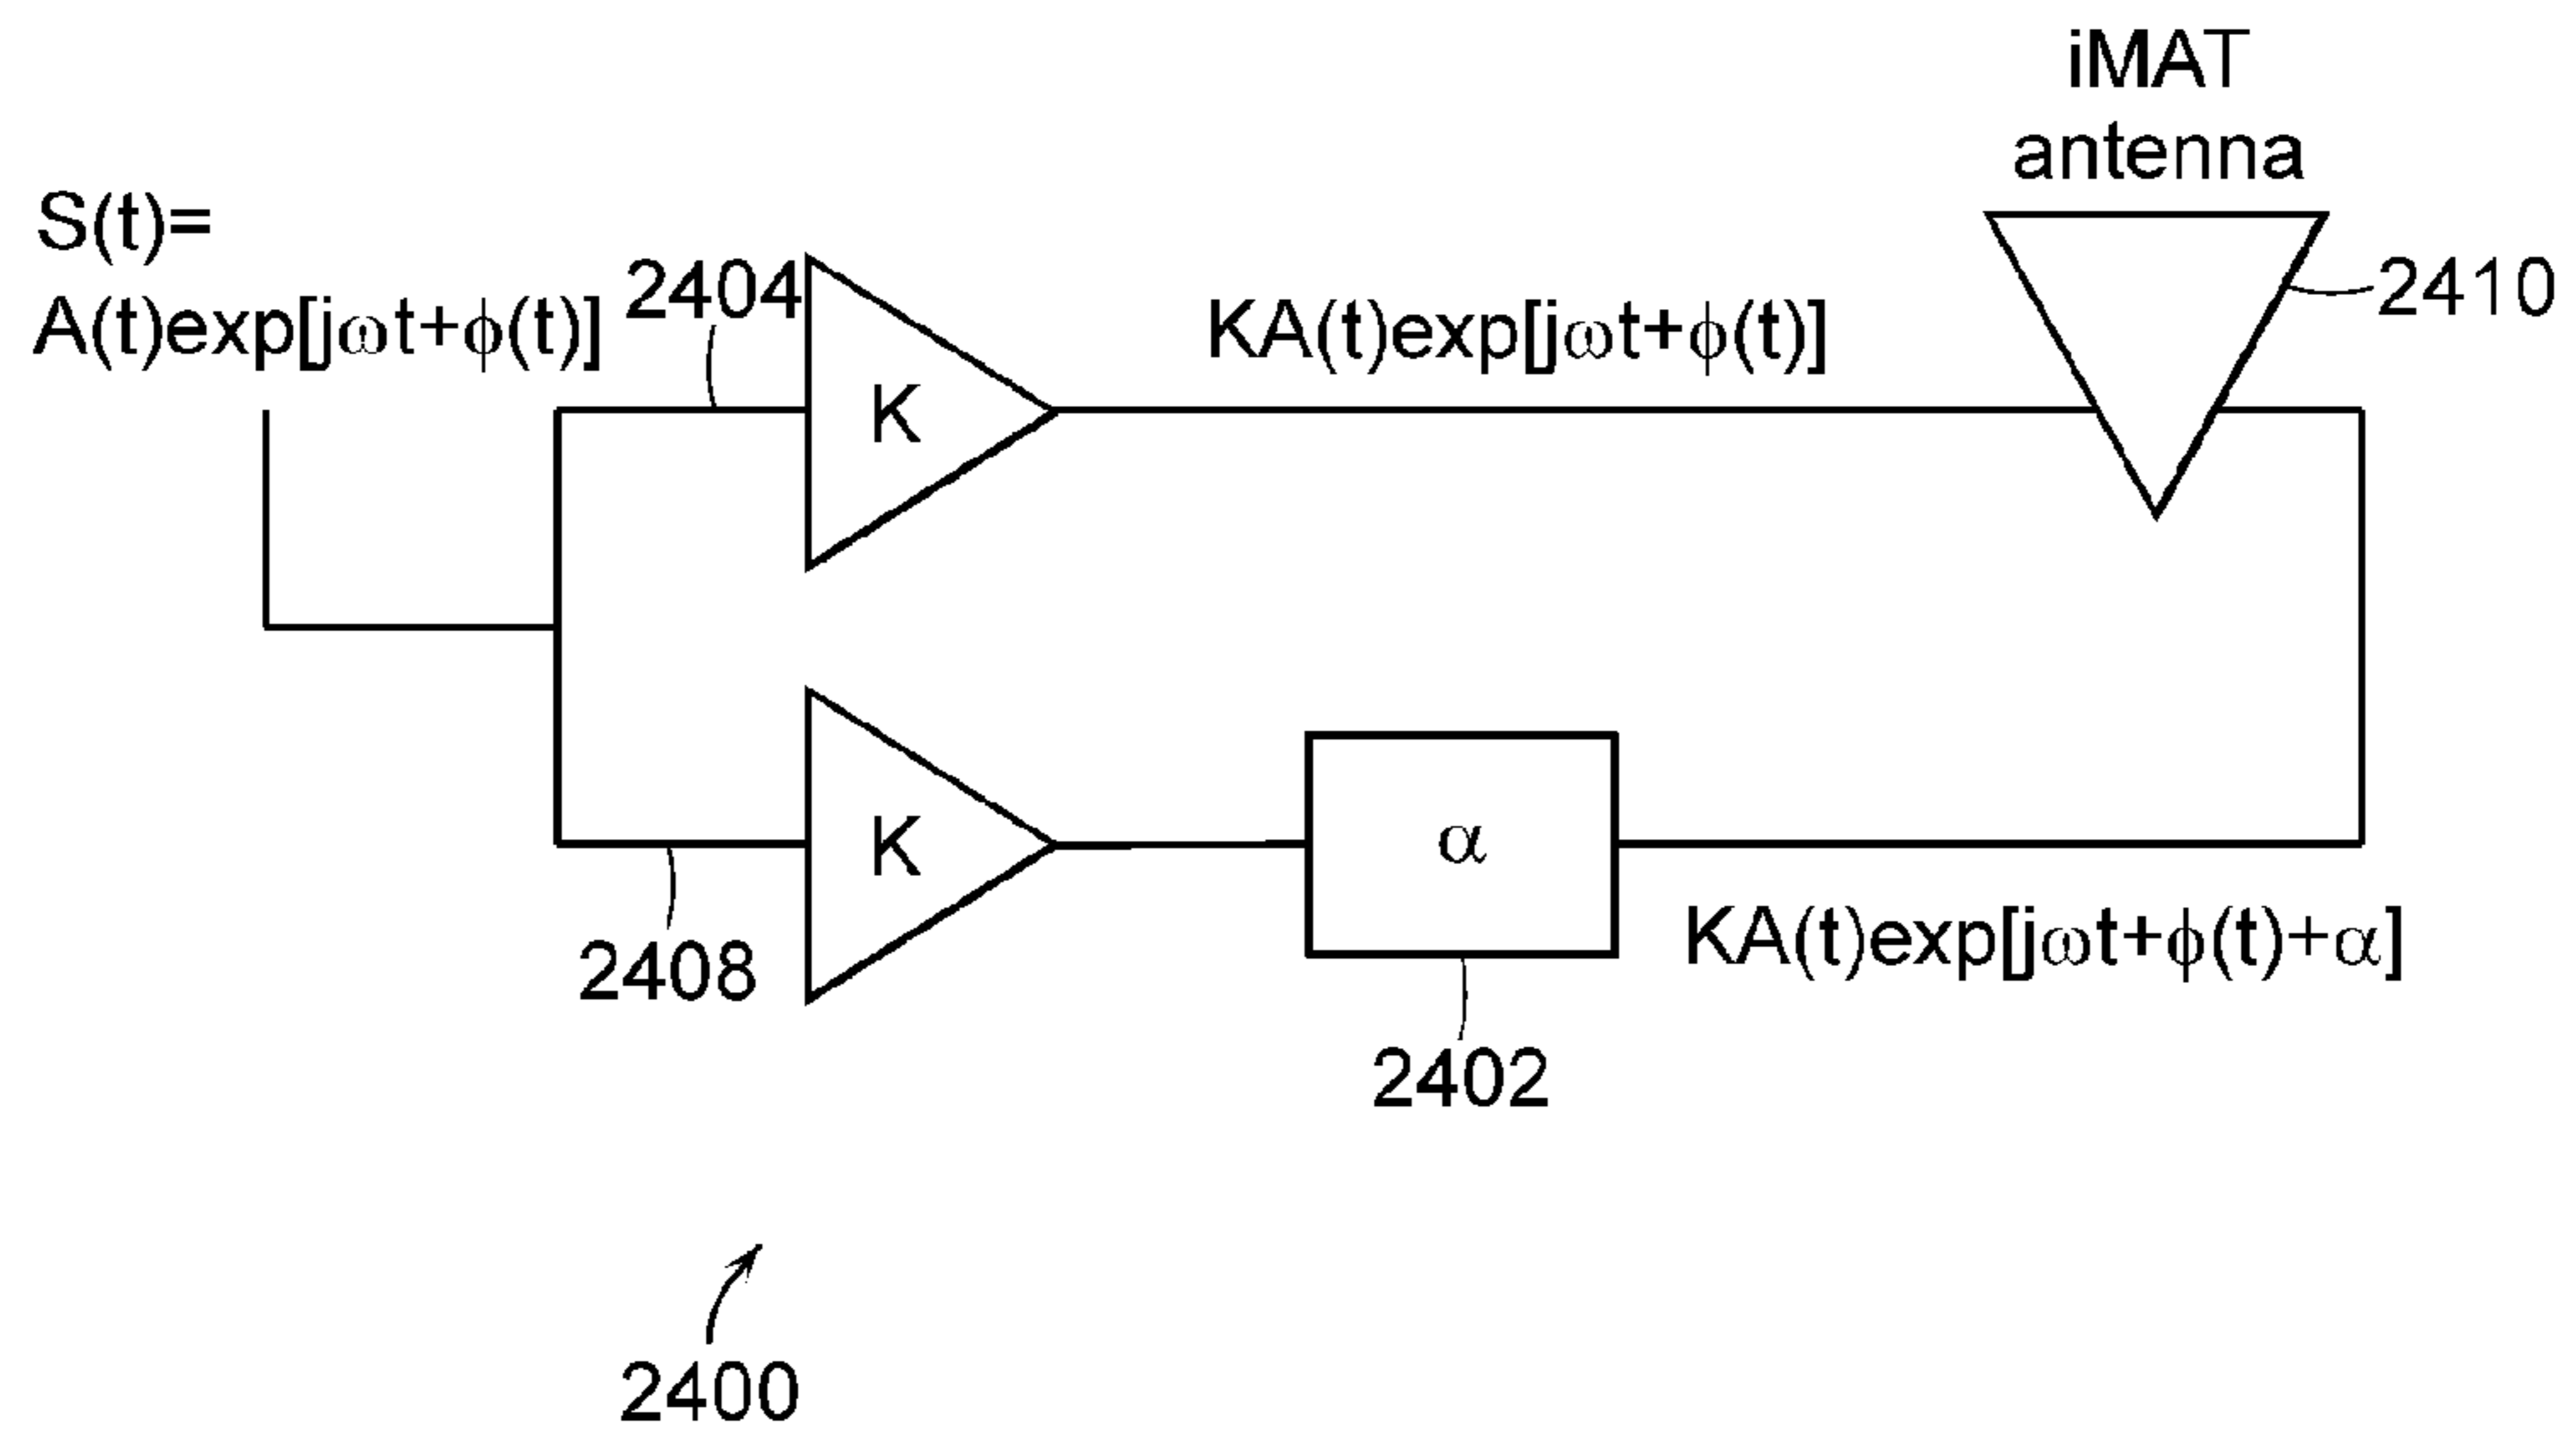 iMAT
antenna
S(t)=
A(t)exp[jωt+ϕ(t)]
2404
K
KA(t)exp[jωt+ϕ(t)]
2410
K
α
2408
KA(t)exp[jωt+ϕ(t)+α]
2402
2400